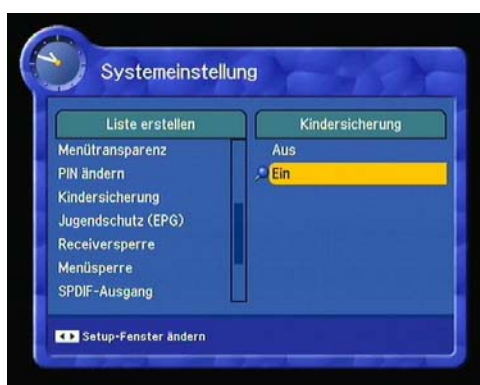 Systemeinstellung
Liste erstellen
Menütransparenz
PIN ändern
Kindersicherung
Jugendschutz (EPG)
Receiversperre
Menüsperre
SPDIF-Ausgang
Kindersicherung
Aus
Ein
Setup-Fenster ändern